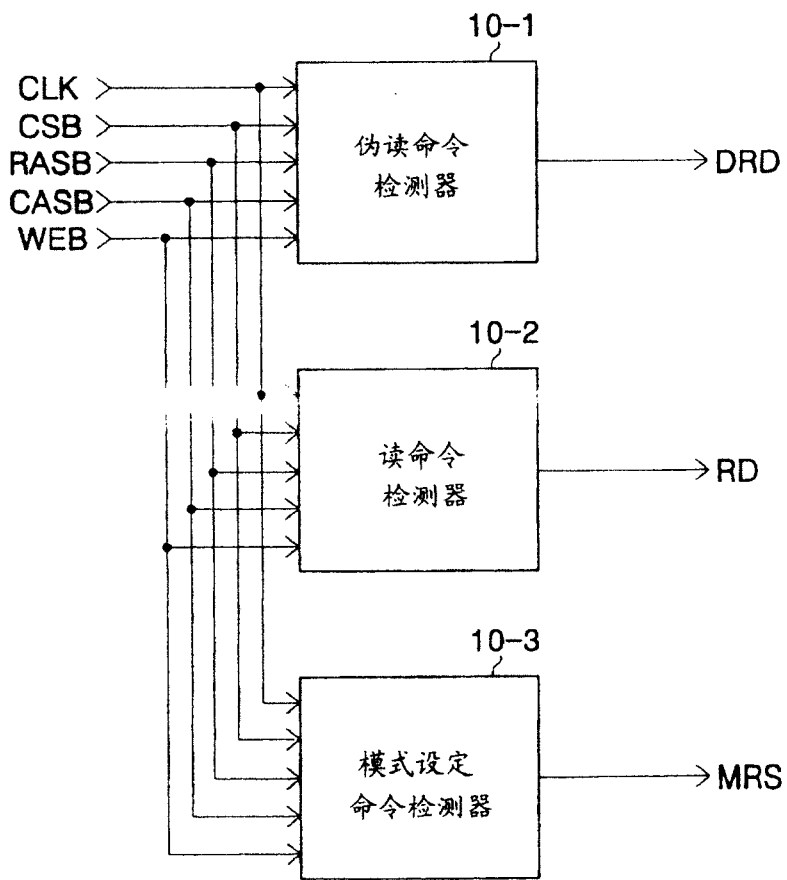 10-1
CLK
CSB
RASB
CASB
WEB
伪读命令
检测器
DRD
10-2
读命令
检测器
RD
10-3
模式设定
命令检测器
MRS